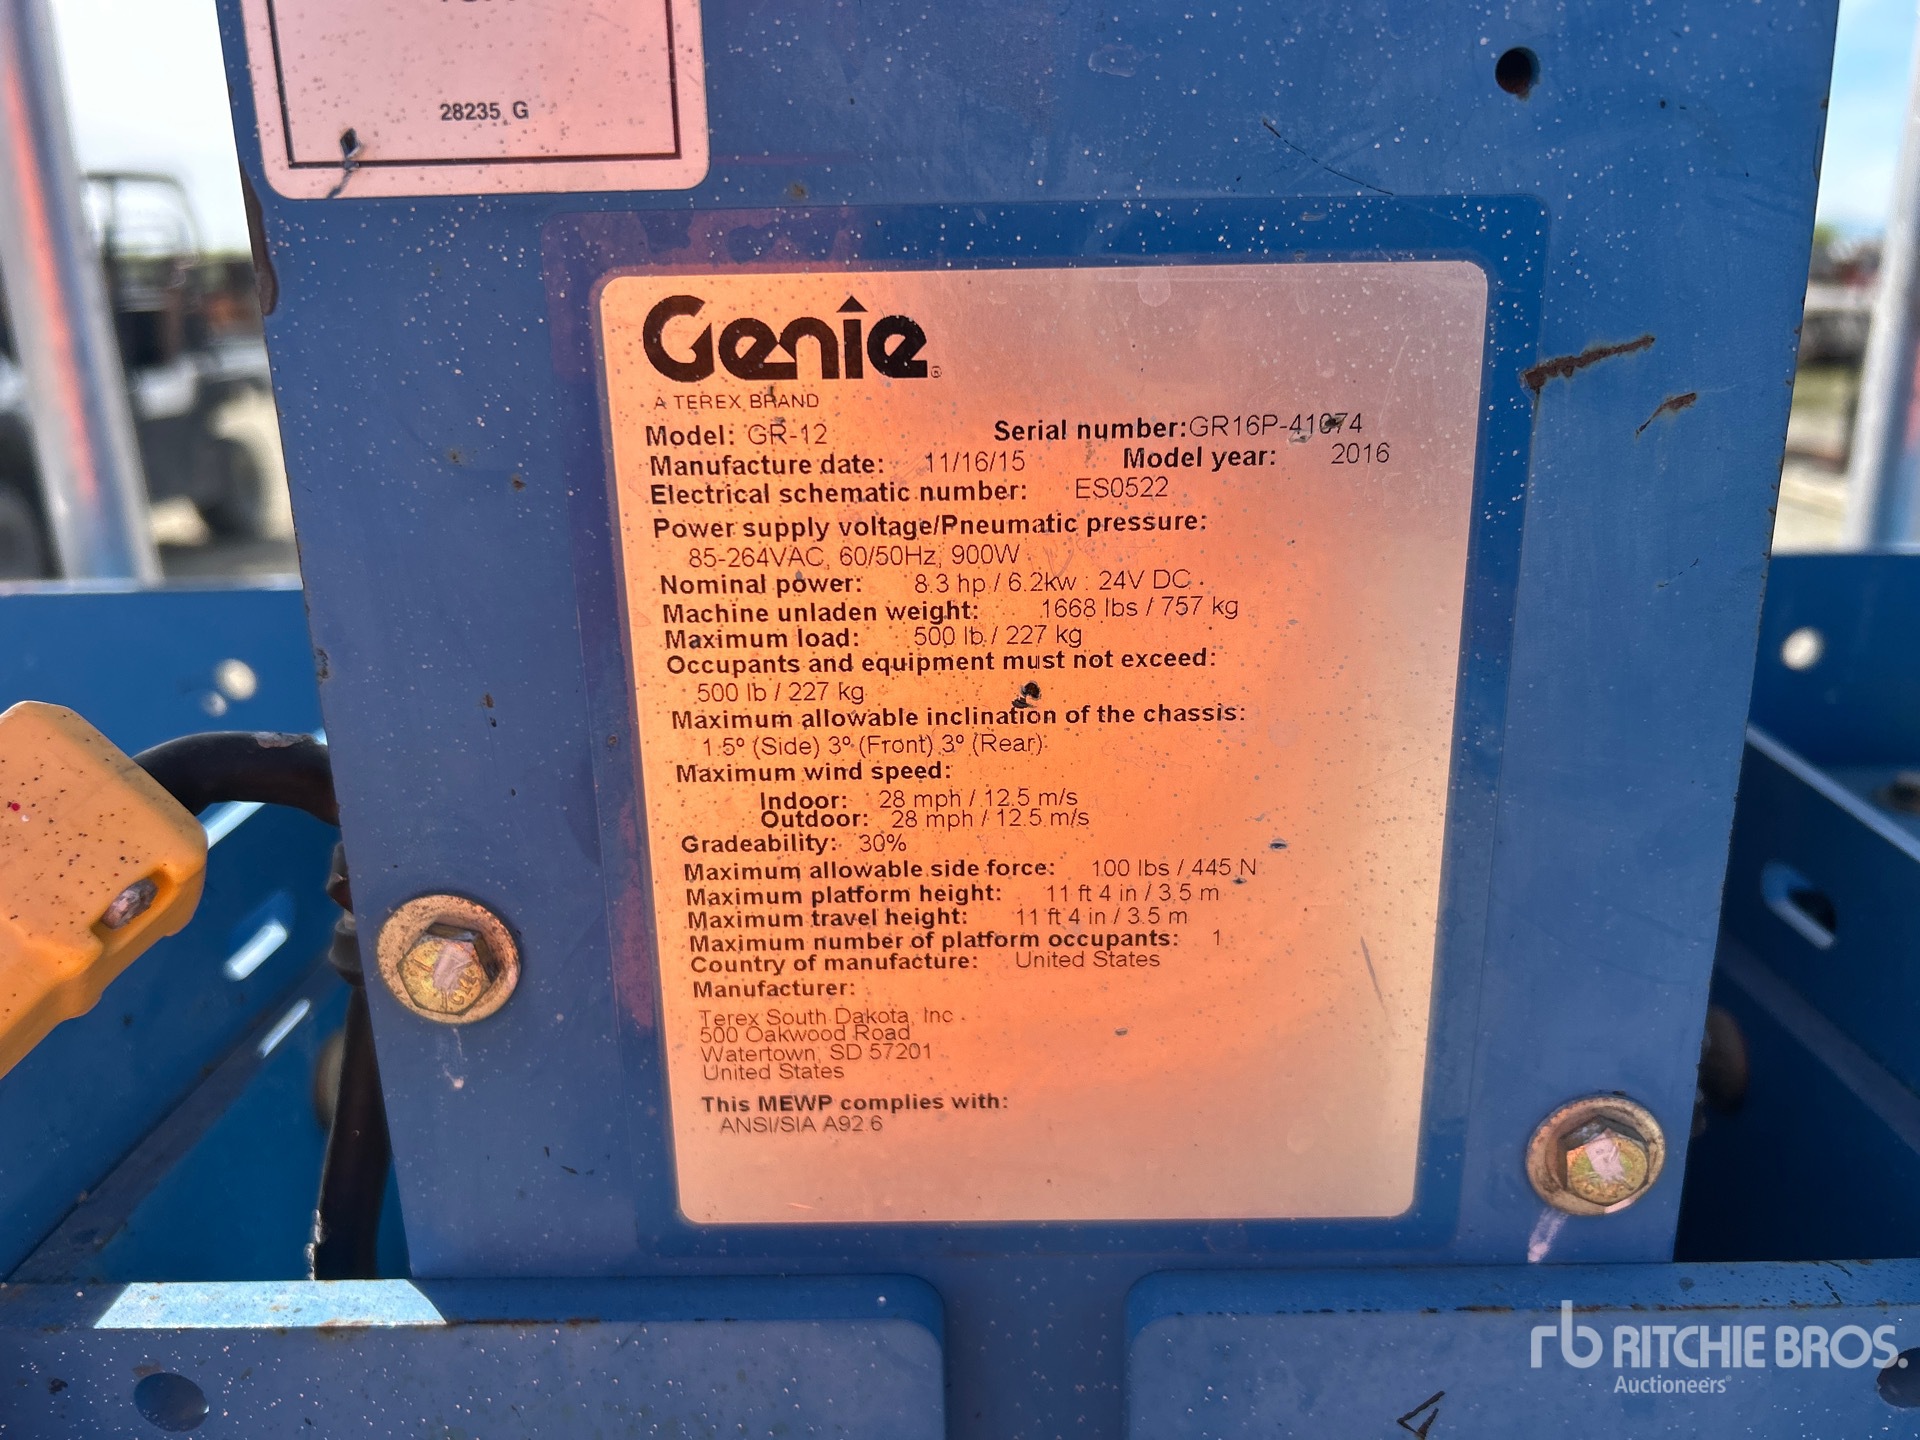 28235 G
Genie®
A TEREX BRAND
Model: GR-12 Serial number:GR16P-41074
Manufacture date: 11/16/15 Model year: 2016
Electrical schematic number: ES0522
Power supply voltage/Pneumatic pressure:
85-264VAC, 60/50Hz, 900W
Nominal power: 8.3 hp / 6.2kw : 24V DC
Machine unladen weight: 1668 lbs / 757 kg
Maximum load: 500 lb / 227 kg
Occupants and equipment must not exceed:
500 lb / 227 kg
Maximum allowable inclination of the chassis:
1.5º (Side) 3º (Front) 3º (Rear)
Maximum wind speed:
Indoor: 28 mph / 12.5 m/s
Outdoor: 28 mph / 12.5 m/s
Gradeability: 30%
Maximum allowable side force: 100 lbs / 445 N
Maximum platform height: 11 ft 4 in / 3.5 m
Maximum travel height: 11 ft 4 in / 3.5 m
Maximum number of platform occupants: 1
Country of manufacture: United States
Manufacturer:
Terex South Dakota, Inc
500 Oakwood Road
Watertown, SD 57201
United States
This MEWP complies with:
ANSI/SIA A92.6
rb RITCHIE BROS.
Auctioneers